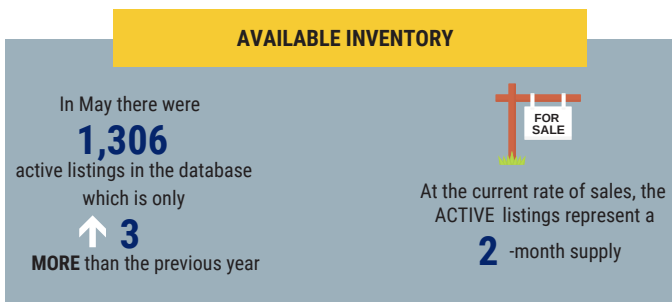 AVAILABLE INVENTORY
In May there were
1,306
active listings in the database
which is only
3
MORE than the previous year
FOR
SALE
At the current rate of sales, the
ACTIVE listings represent a
2 -month supply